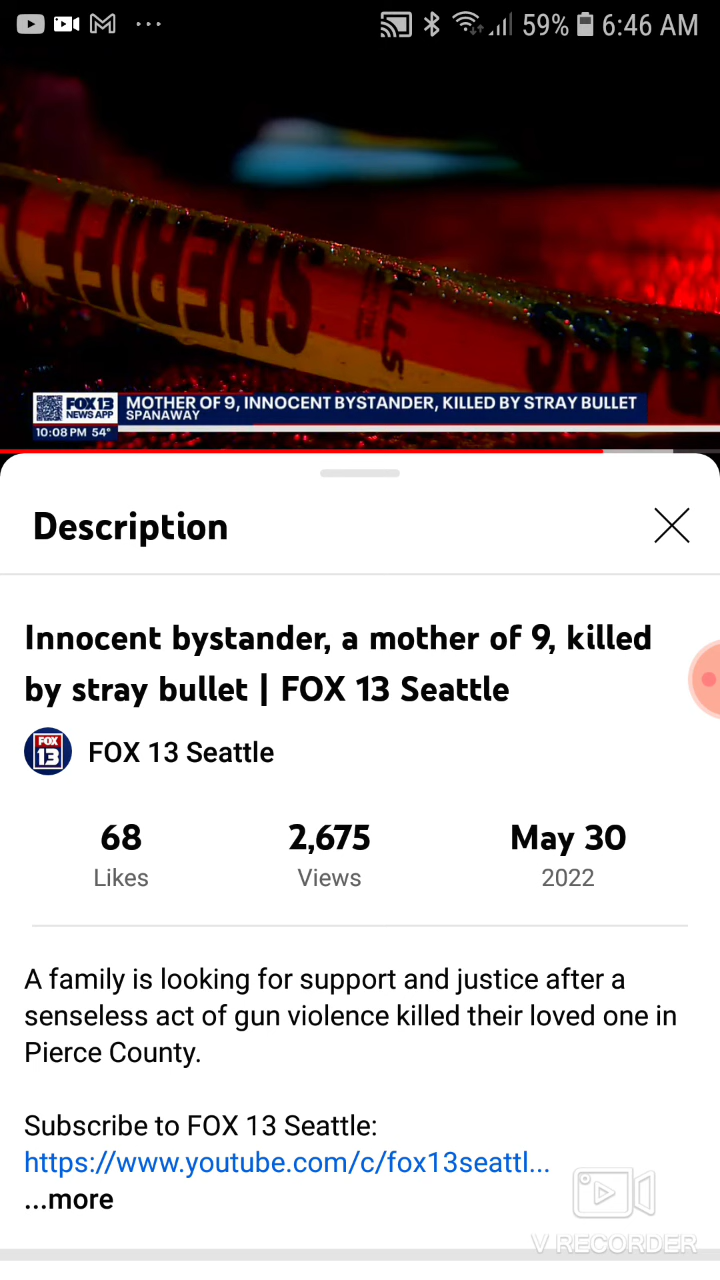 59% 6:46 AM
SHERIFF L
FOX 13
NEWS APP
MOTHER OF 9, INNOCENT BYSTANDER, KILLED BY STRAY BULLET
SPANAWAY
10:08 PM 54°
Description
Innocent bystander, a mother of 9, killed
by stray bullet | FOX 13 Seattle
FOX
13
FOX 13 Seattle
68 2,675 May 30
Likes Views 2022
A family is looking for support and justice after a
senseless act of gun violence killed their loved one in
Pierce County.
Subscribe to FOX 13 Seattle:
https://www.youtube.com/c/fox13seattl...
...more
V RECORDER